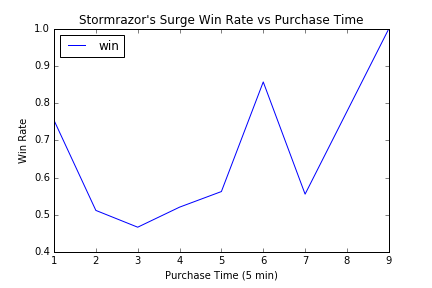 Stormrazor's Surge Win Rate vs Purchase Time
win
1.0
0.9
0.8
0.7
0.6
0.5
0.4
Win Rate
1 2 3 4 5 6 7 8 9
Purchase Time (5 min)